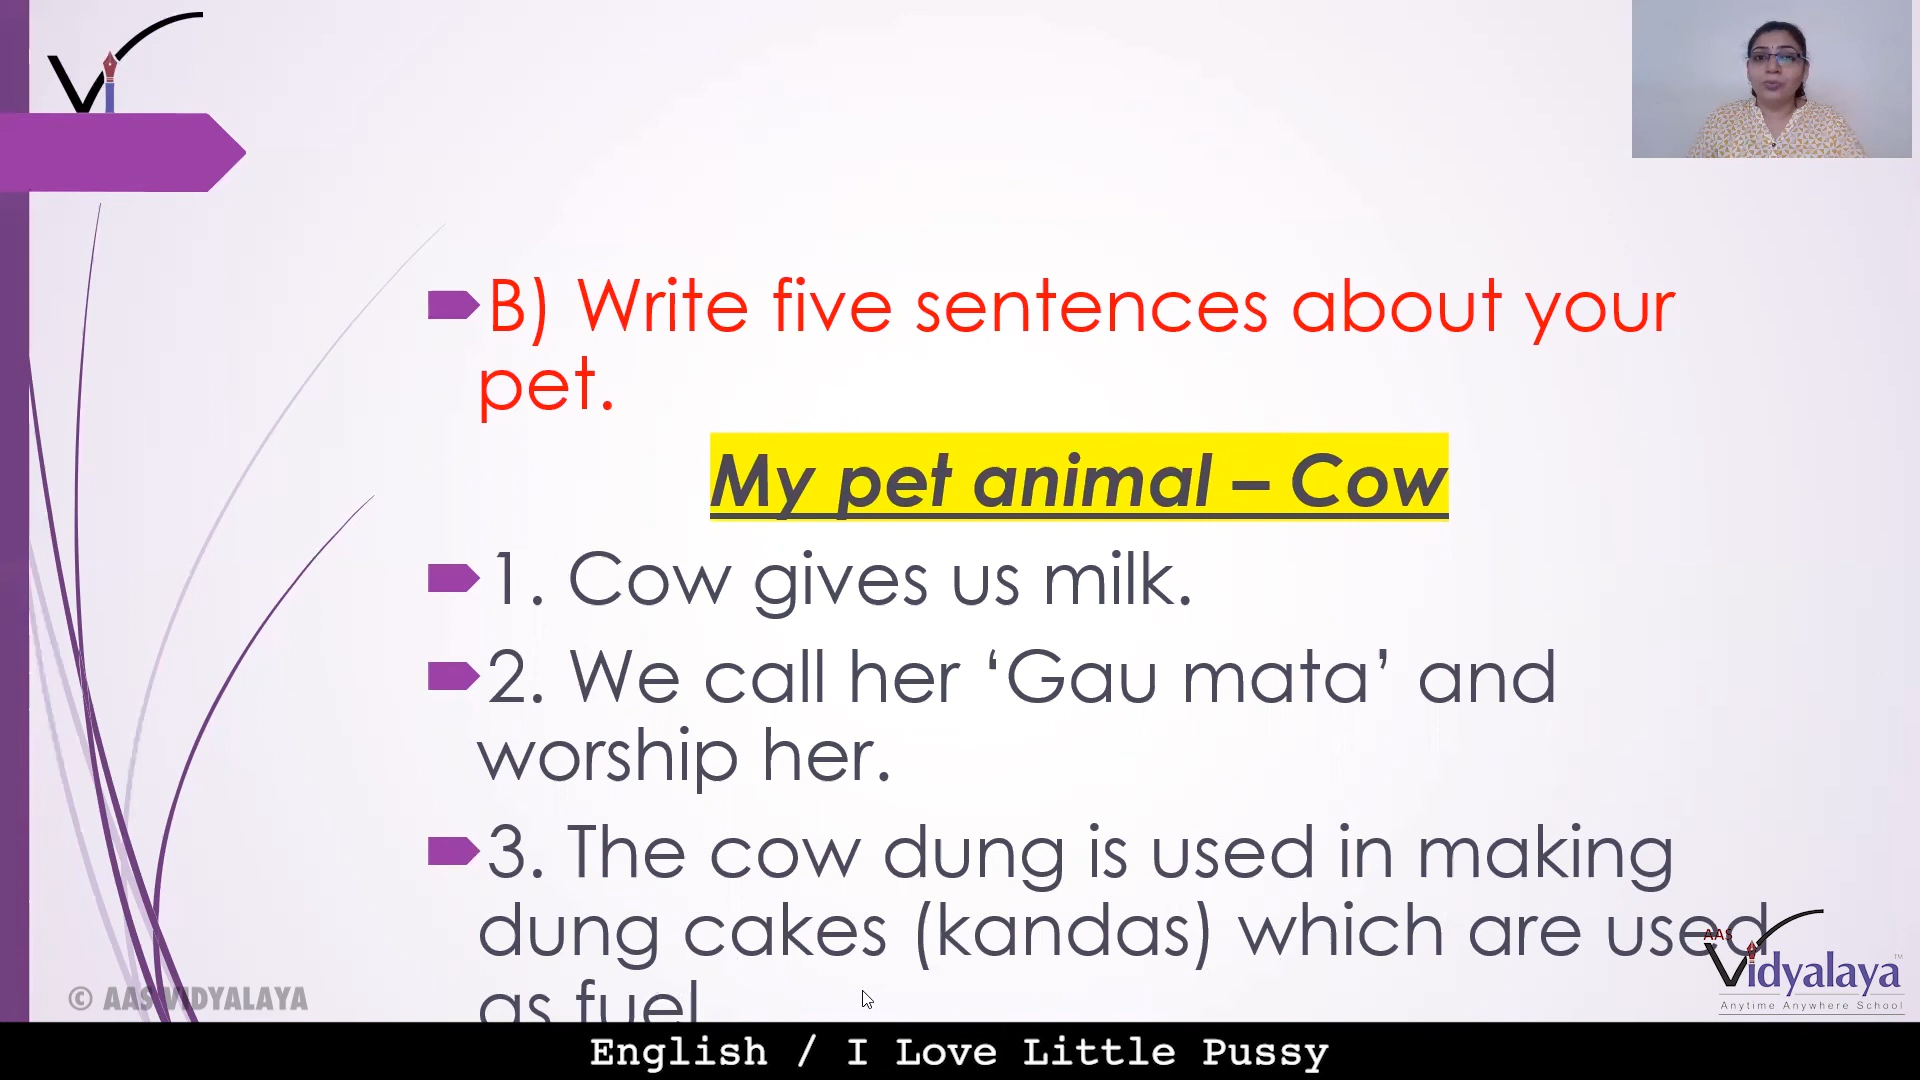 Vi
B) Write five sentences about your
pet.
My pet animal – Cow
1. Cow gives us milk.
2. We call her ‘Gau mata’ and
worship her.
3. The cow dung is used in making
dung cakes (kandas) which are used
as fuel
AAS
Vidyalaya™
Anytime Anywhere School
© AAS VIDYALAYA
English / I Love Little Pussy